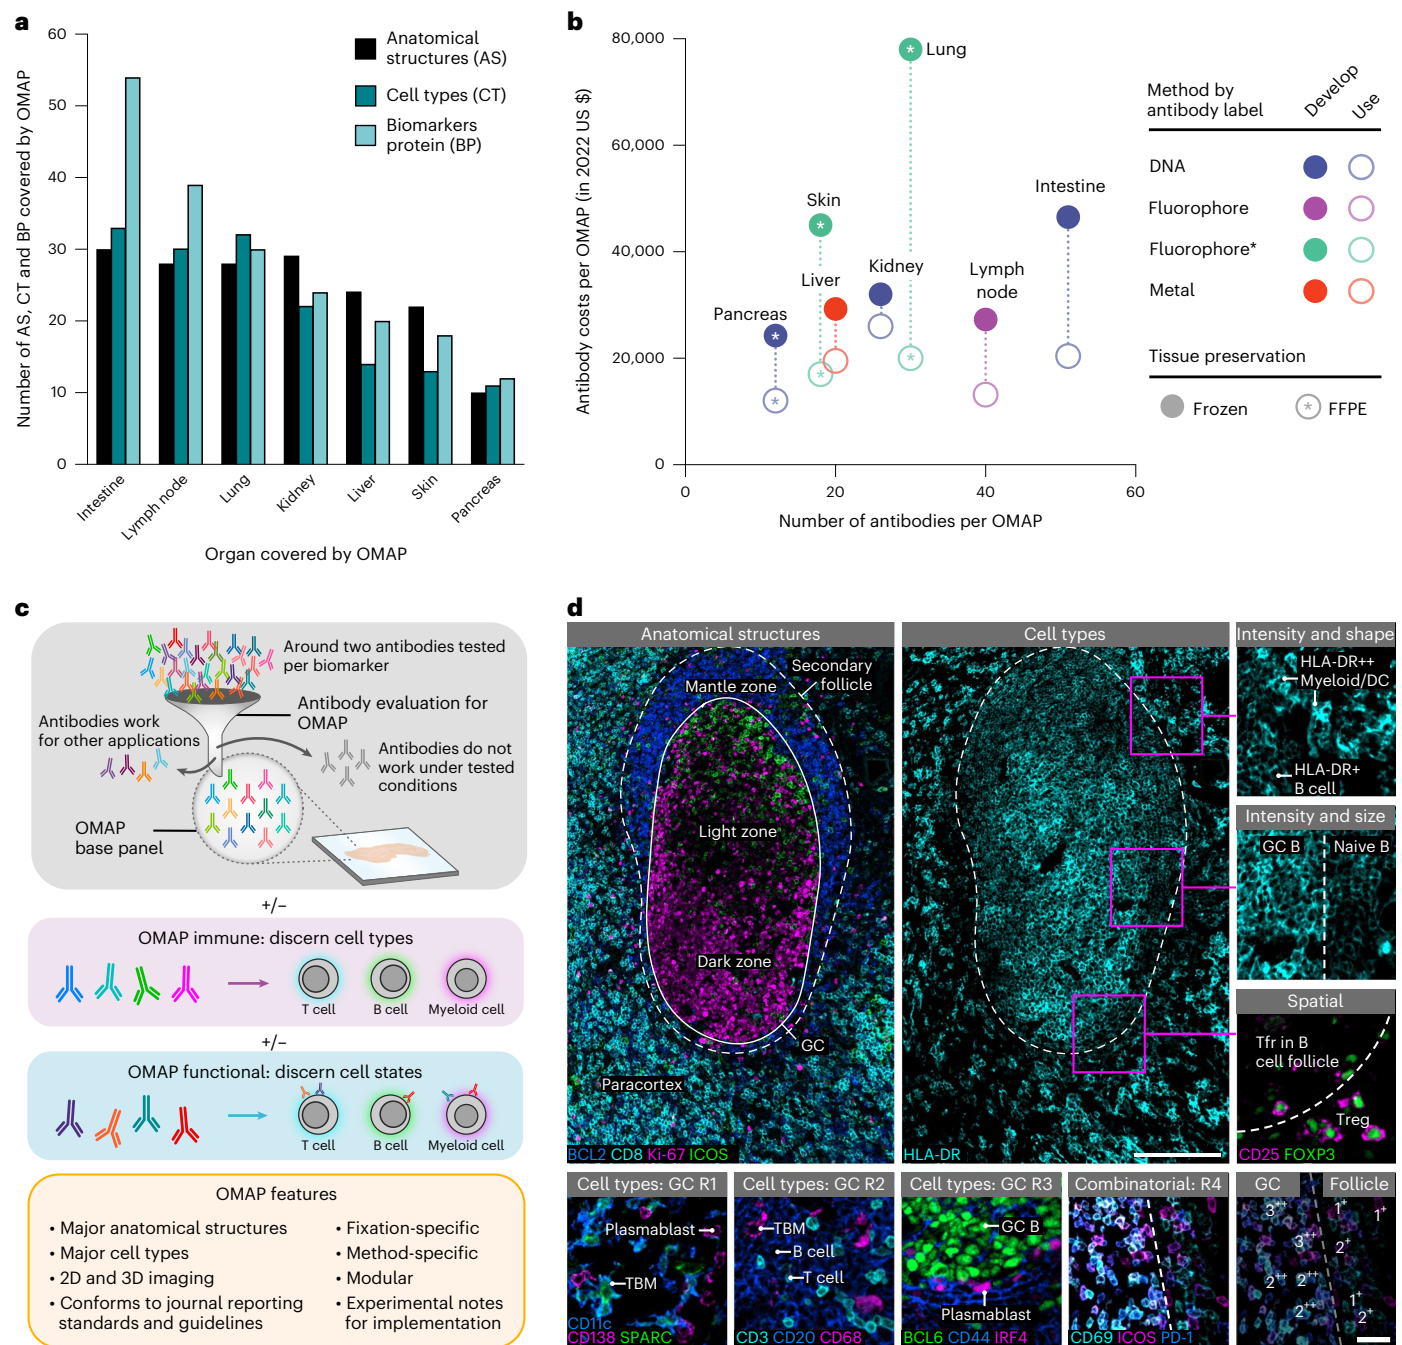 a
Number of AS, CT and BP covered by OMAP
60
50
40
30
20
10
0
Anatomical
structures (AS)
Cell types (CT)
Biomarkers
protein (BP)
Intestine
Lymph node
Lung
Kidney
Liver
Skin
Pancreas
Organ covered by OMAP
b
Antibody costs per OMAP (in 2022 US $)
80,000
60,000
40,000
20,000
0
0
20
40
60
Number of antibodies per OMAP
* Lung
Skin
*
Intestine
Kidney
Liver
Lymph
node
Pancreas
*
*
*
*
Method by
antibody label
Develop
Use
DNA
Fluorophore
Fluorophore*
Metal
Tissue preservation
Frozen
* FFPE
c
Around two antibodies tested
per biomarker
Antibody evaluation for
OMAP
Antibodies work
for other applications
Antibodies do not
work under tested
conditions
OMAP
base panel
+/−
OMAP immune: discern cell types
T cell
B cell
Myeloid cell
+/−
OMAP functional: discern cell states
T cell
B cell
Myeloid cell
OMAP features
• Major anatomical structures
• Major cell types
• 2D and 3D imaging
• Conforms to journal reporting
standards and guidelines
• Fixation-specific
• Method-specific
• Modular
• Experimental notes
for implementation
d
Anatomical structures
Secondary
follicle
Mantle zone
Light zone
Dark zone
GC
Paracortex
BCL2 CD8 Ki-67 ICOS
Cell types
HLA-DR
Intensity and shape
HLA-DR++
Myeloid/DC
HLA-DR+
B cell
Intensity and size
GC B
Naive B
Spatial
Tfr in B
cell follicle
Treg
CD25 FOXP3
Cell types: GC R1
Plasmablast
TBM
CD11c
CD138 SPARC
Cell types: GC R2
TBM
B cell
T cell
CD3 CD20 CD68
Cell types: GC R3
GC B
Plasmablast
BCL6 CD44 IRF4
Combinatorial: R4
CD69 ICOS PD-1
GC
Follicle
3++
1+
1+
3++
2+
2++
2++
1+
2++
2+